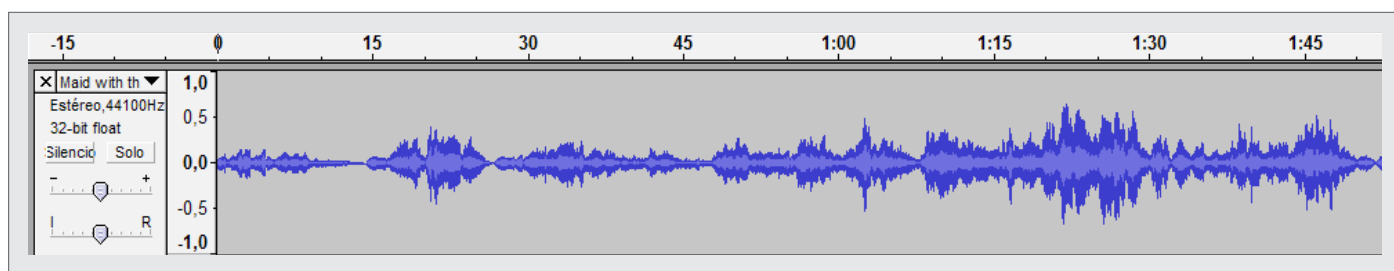 -15 0 15 30 45 1:00 1:15 1:30 1:45
X Maid with th 1,0
Estéreo,44100Hz
32-bit float
0,5
Silencio Solo
0,0
- +
-0,5
I R
-1,0